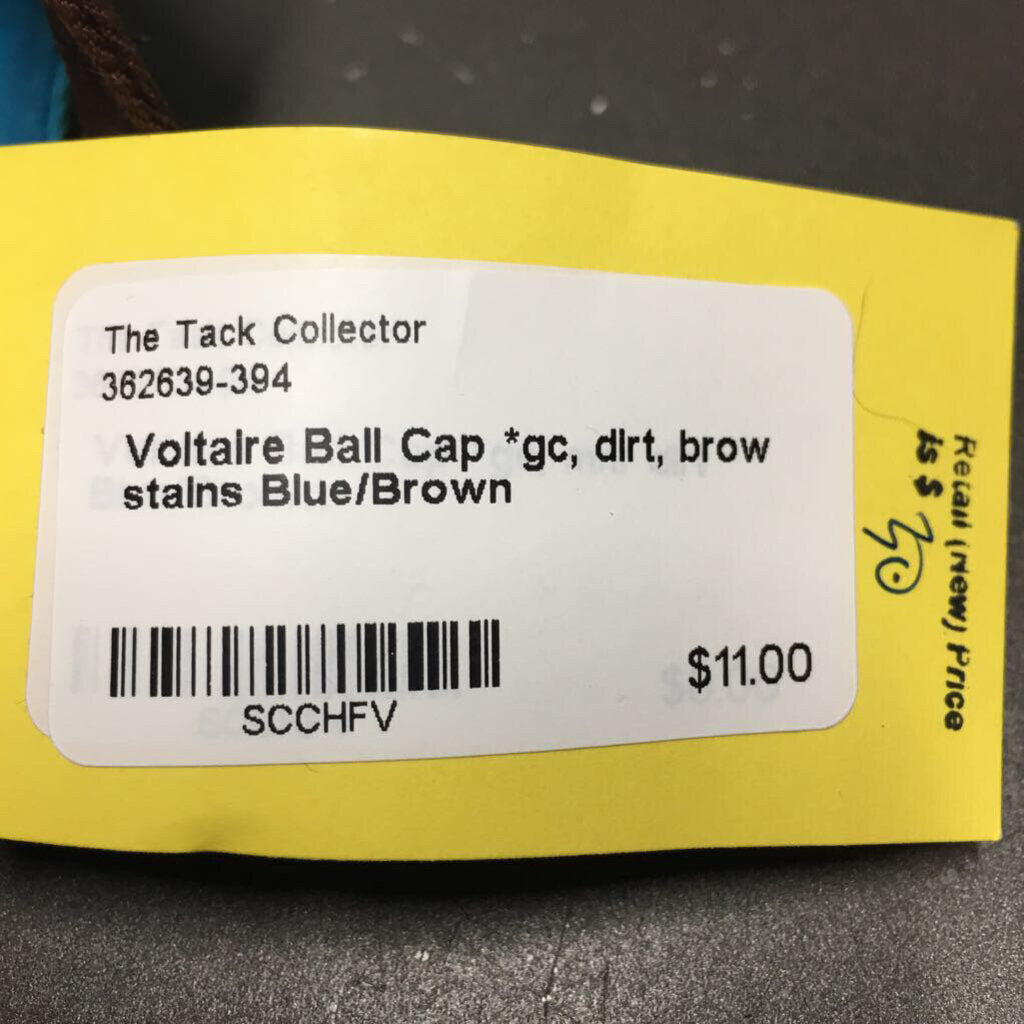 The Tack Collector
362639-394
Voltaire Ball Cap *gc, dirt, brow
stains Blue/Brown
$11.00
SCCHFV
Retail (New) Price
is $ 30